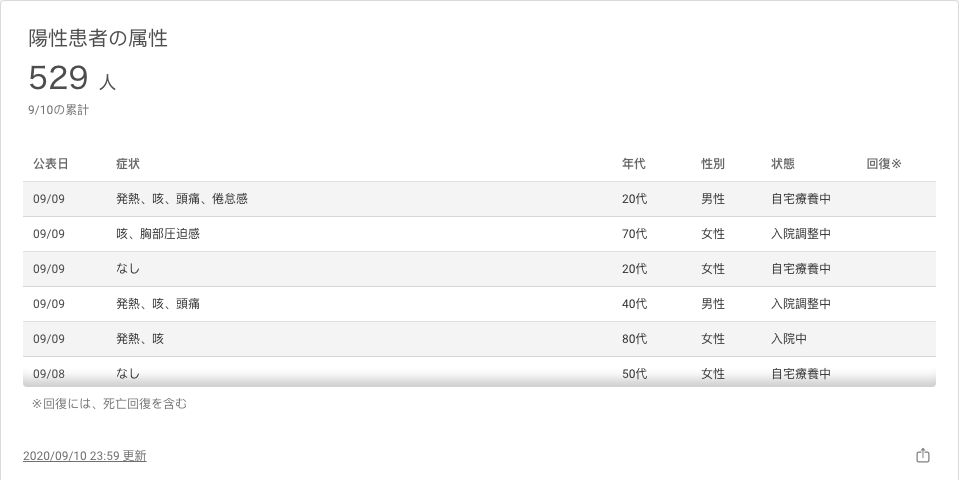 陽性患者の属性
529 人
9/10の累計
公表日 症状 年代 性別 状態 回復※
09/09 発熱、咳、頭痛、倦怠感 20代 男性 自宅療養中
09/09 咳、胸部圧迫感 70代 女性 入院調整中
09/09 なし 20代 女性 自宅療養中
09/09 発熱、咳、頭痛 40代 男性 入院調整中
09/09 発熱、咳 80代 女性 入院中
09/08 なし 50代 女性 自宅療養中
※回復には、死亡回復を含む
2020/09/10 23:59 更新